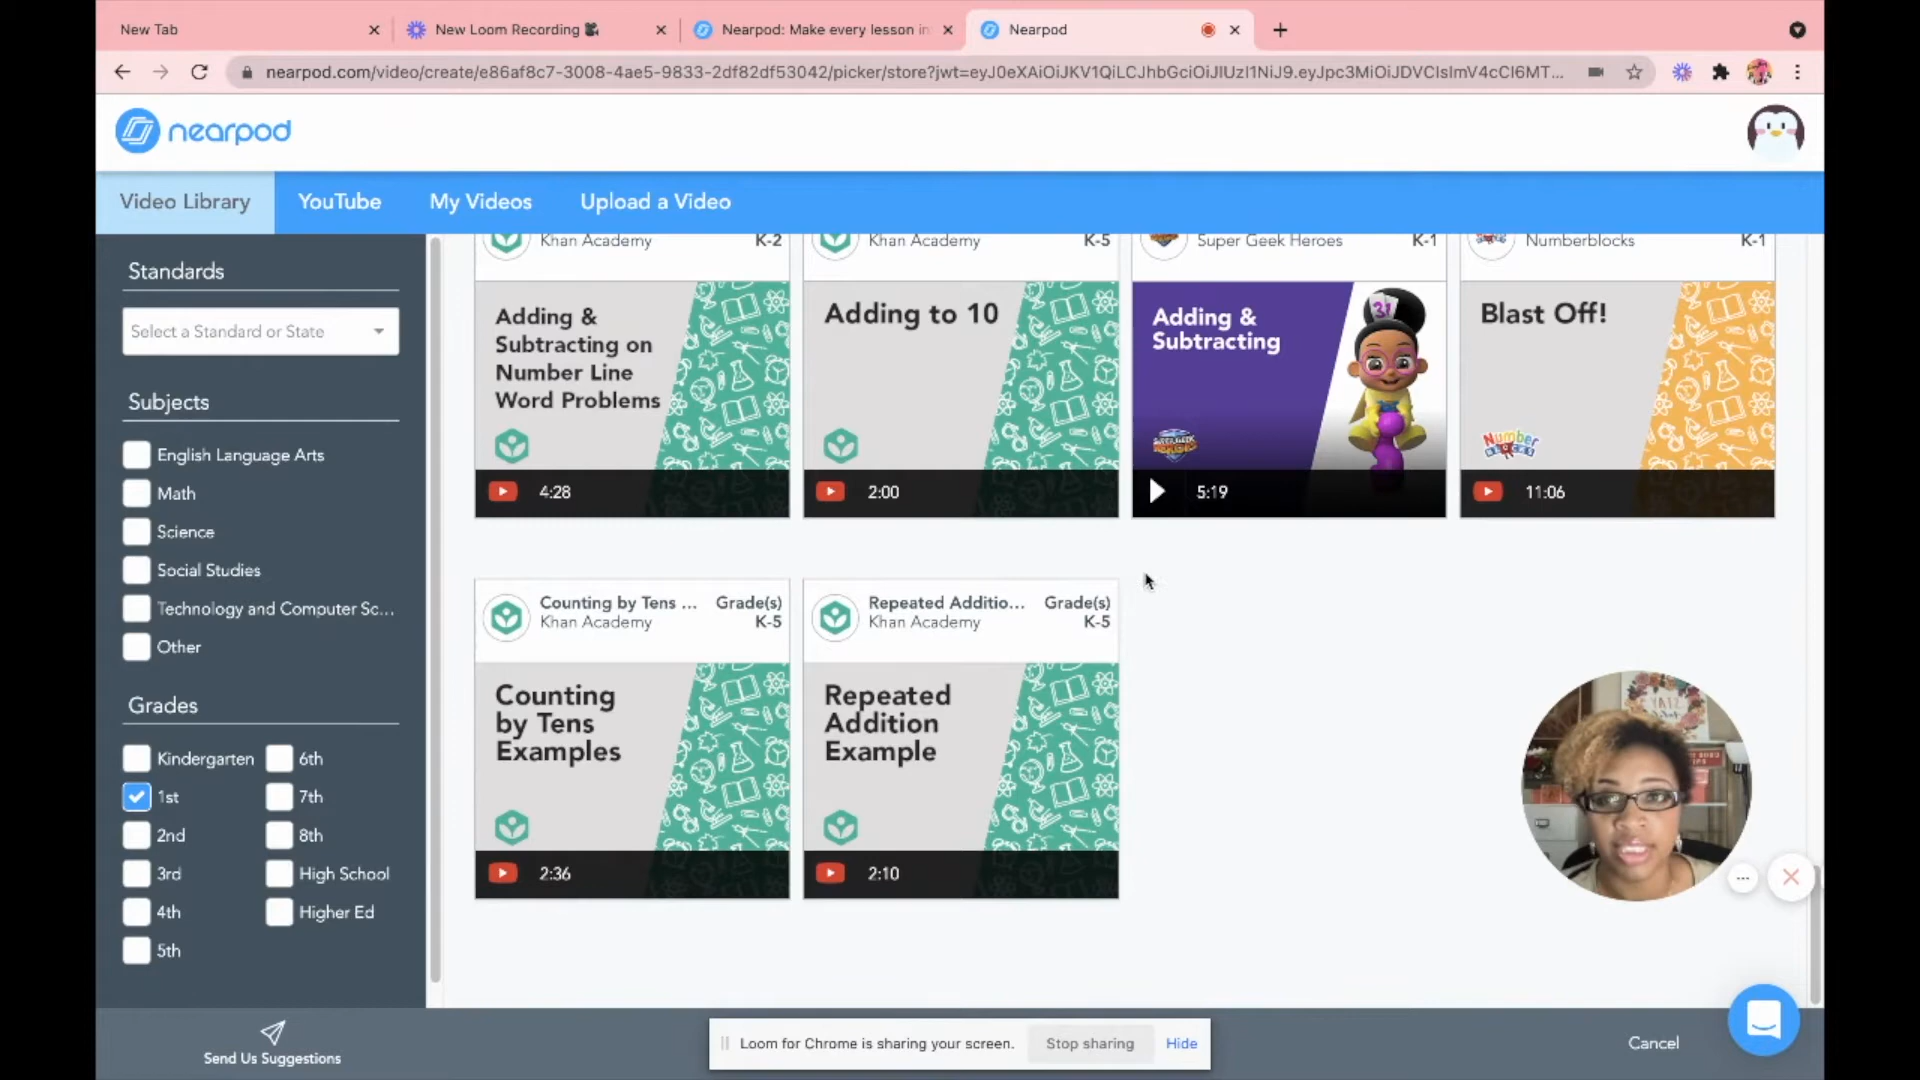 New Tab
New Loom Recording
Nearpod: Make every lesson in
Nearpod
nearpod.com/video/create/e86af8c7-3008-4ae5-9833-2df82df53042/picker/store?jwt=eyJ0eXAiOiJKV1QiLCJhbGciOiJIUzI1NiJ9.eyJpc3MiOiJDVCIsImV4cCI6MT...
nearpod
Video Library
YouTube
My Videos
Upload a Video
Standards
Select a Standard or State
Subjects
English Language Arts
Math
Science
Social Studies
Technology and Computer Sc...
Other
Grades
Kindergarten
6th
1st
7th
2nd
8th
3rd
High School
4th
Higher Ed
5th
Send Us Suggestions
Khan Academy K-2
Adding &
Subtracting on
Number Line
Word Problems
4:28
Khan Academy K-5
Adding to 10
2:00
Super Geek Heroes K-1
Adding &
Subtracting
31
5:19
Numberblocks K-1
Blast Off!
Number
BLOCKS
11:06
Counting by Tens ... Grade(s)
Khan Academy K-5
Counting
by Tens
Examples
2:36
Repeated Additio... Grade(s)
Khan Academy K-5
Repeated
Addition
Example
2:10
Loom for Chrome is sharing your screen.
Stop sharing
Hide
Cancel